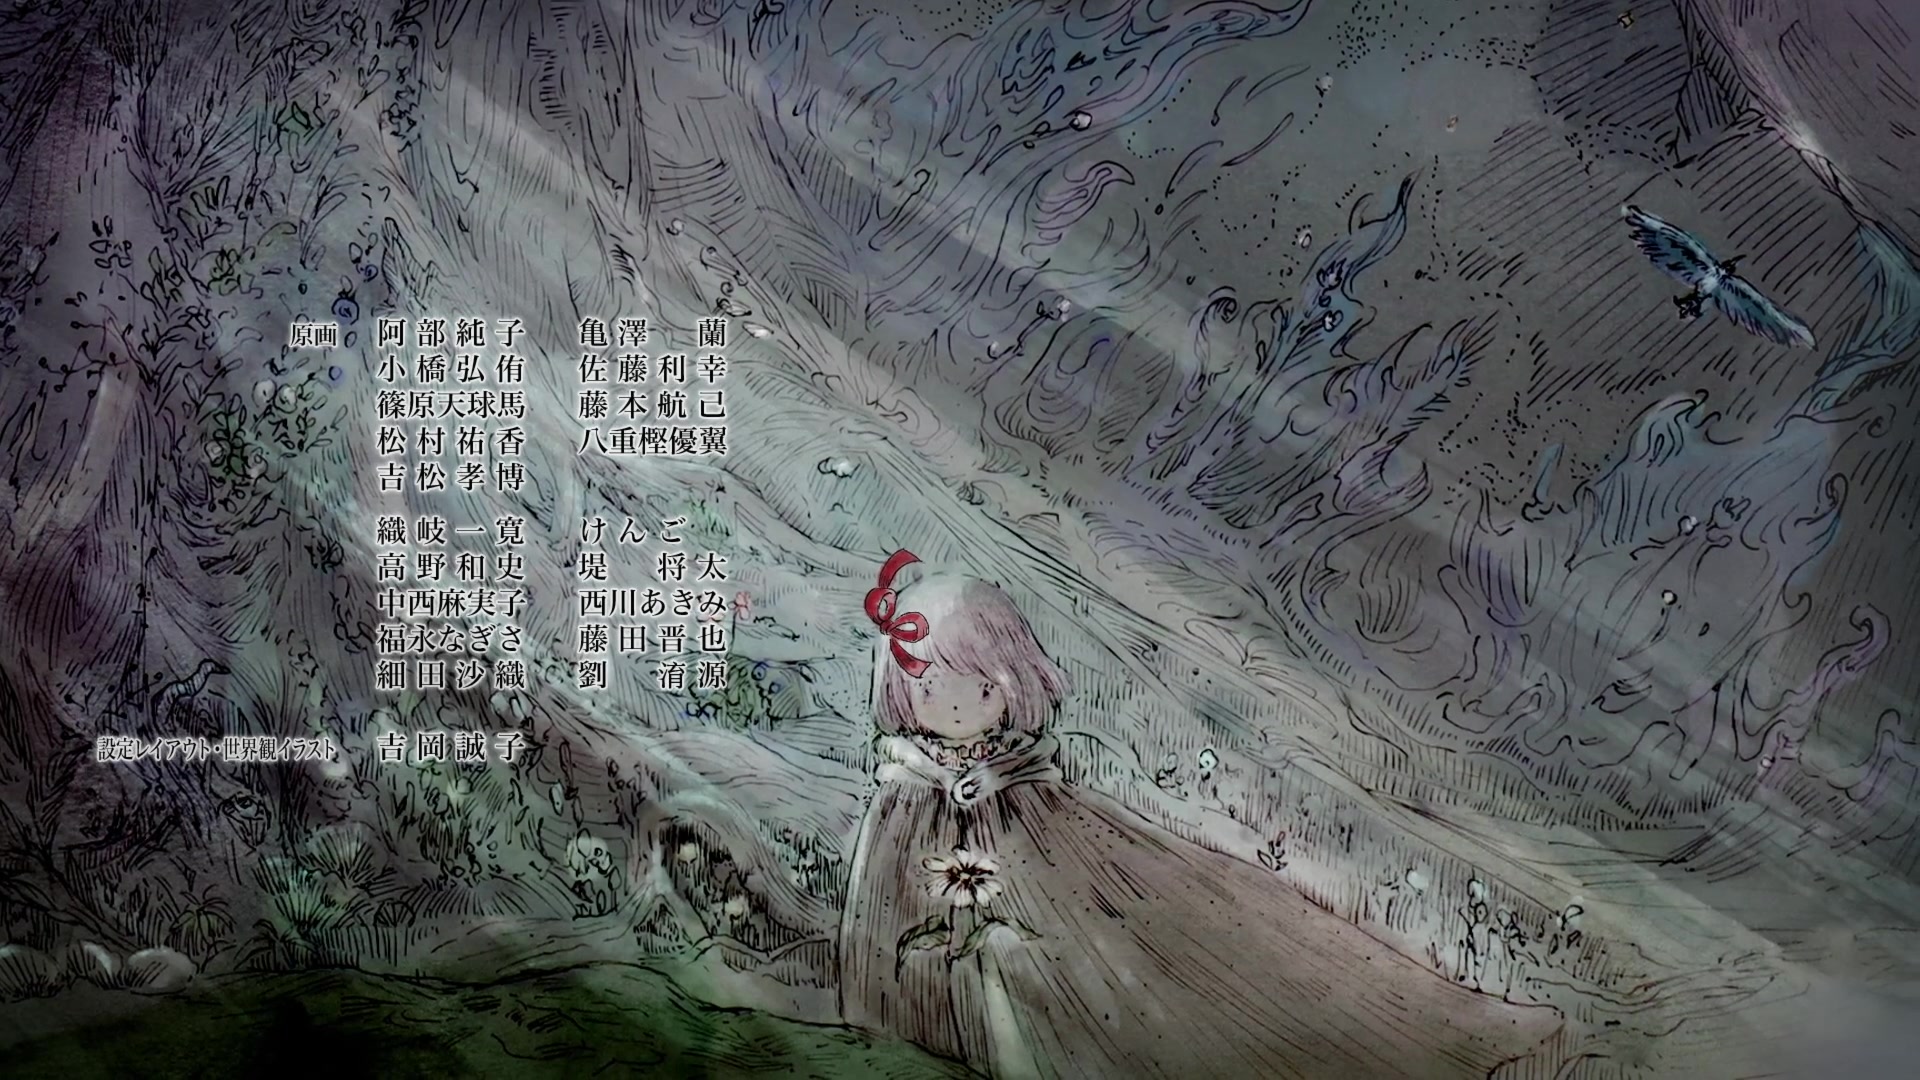 原画 阿部純子 亀澤 蘭
小橋弘侑 佐藤利幸
篠原天球馬 藤本航己
松村祐香 八重樫優翼
吉松孝博
織岐一寛 けんご
高野和史 堤 将太
中西麻実子 西川あきみ
福永なぎさ 藤田晋也
細田沙織 劉 淯源
設定レイアウト・世界観イラスト 吉岡誠子